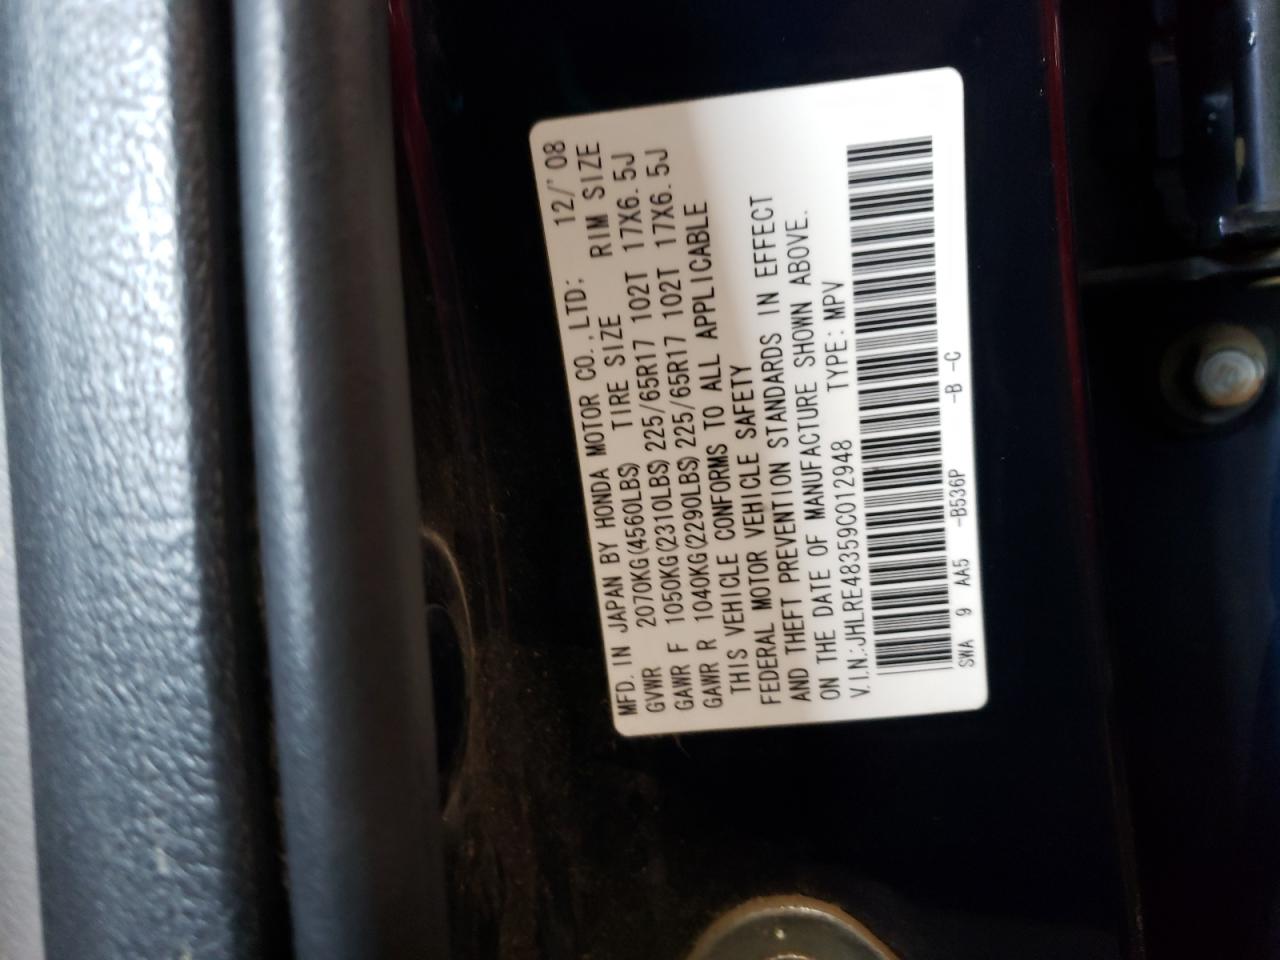 MFD. IN JAPAN BY HONDA MOTOR CO.,LTD: 12/'08
GVWR 2070KG(4560LBS) TIRE SIZE RIM SIZE
GAWR F 1050KG(2310LBS) 225/65R17 102T 17X6.5J
GAWR R 1040KG(2290LBS) 225/65R17 102T 17X6.5J
THIS VEHICLE CONFORMS TO ALL APPLICABLE
FEDERAL MOTOR VEHICLE SAFETY
AND THEFT PREVENTION STANDARDS IN EFFECT
ON THE DATE OF MANUFACTURE SHOWN ABOVE.
V.I.N.:JHLRE48359C012948 TYPE:MPV
SWA 9 AA5 -B536P -B -C